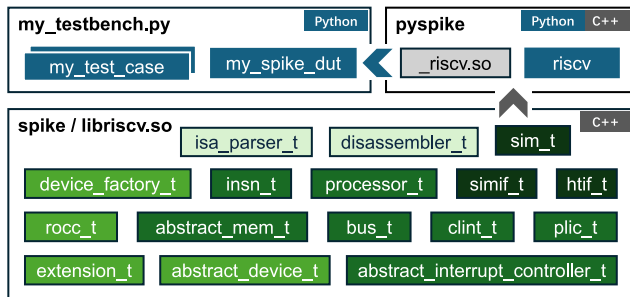 my_testbench.py Python
my_test_case my_spike_dut
pyspike Python C++
_riscv.so riscv
spike / libriscv.so C++
isa_parser_t disassembler_t sim_t
device_factory_t insn_t processor_t simif_t htif_t
rocc_t abstract_mem_t bus_t clint_t plic_t
extension_t abstract_device_t abstract_interrupt_controller_t